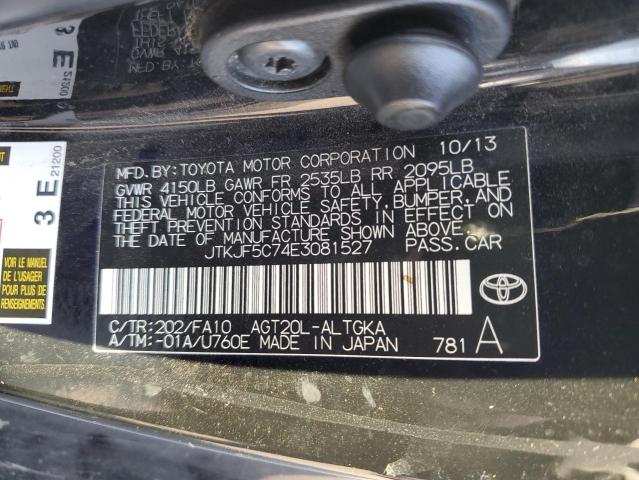 MFD.BY:TOYOTA MOTOR CORPORATION 10/13
GVWR 4150LB GAWR FR 2535LB RR 2095LB
THIS VEHICLE CONFORMS TO ALL APPLICABLE
FEDERAL MOTOR VEHICLE SAFETY,BUMPER,AND
THEFT PREVENTION STANDARDS IN EFFECT ON
THE DATE OF MANUFACTURE SHOWN ABOVE.
JTKJF5C74E3081527 PASS.CAR
C/TR:202/FA10 AGT20L-ALTGKA
A/TM:-01A/U760E MADE IN JAPAN 781 A
3 E 21200
MANUEL DE
L'USAGER
POUR PLUS DE
RENSEIGNEMENTS
3 E